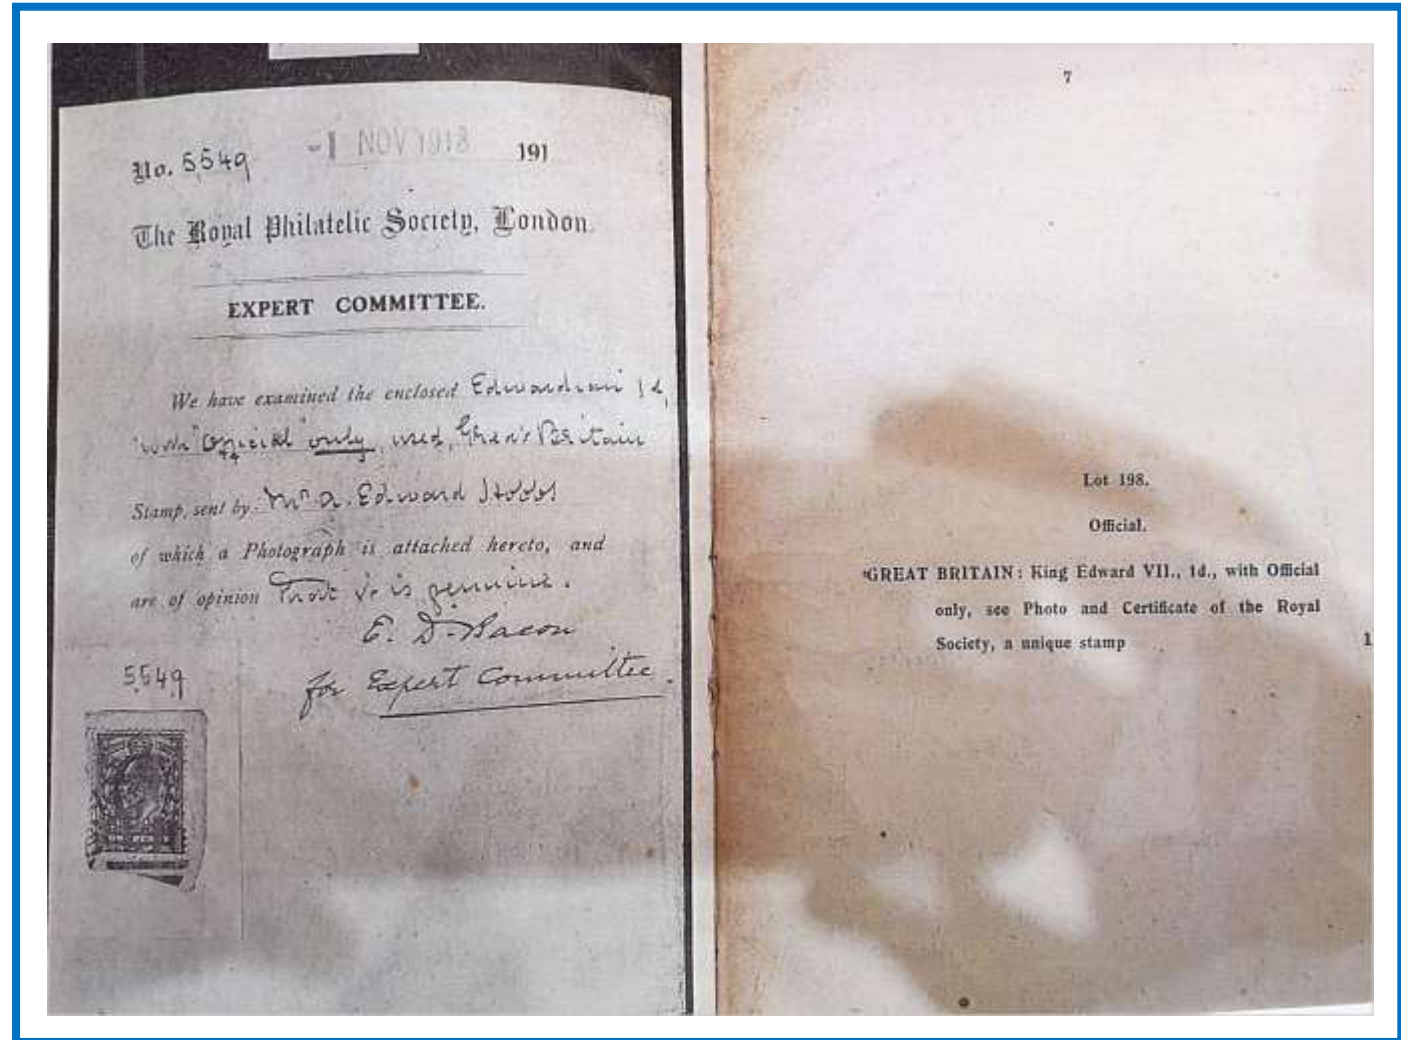 No. 5549 -1 NOV 1918 191
The Royal Philatelic Society, London.
EXPERT COMMITTEE.
We have examined the enclosed Edwardian 1d,
with "Official" only, used, Great Britain
Stamp, sent by Mr A. Edward Hobbs
of which a Photograph is attached hereto, and
are of opinion that it is genuine.
E. D. Bacon
for Expert Committee.
5549
7
Lot 198.
Official.
GREAT BRITAIN: King Edward VII., 1d., with Official
only, see Photo and Certificate of the Royal
Society, a unique stamp 1